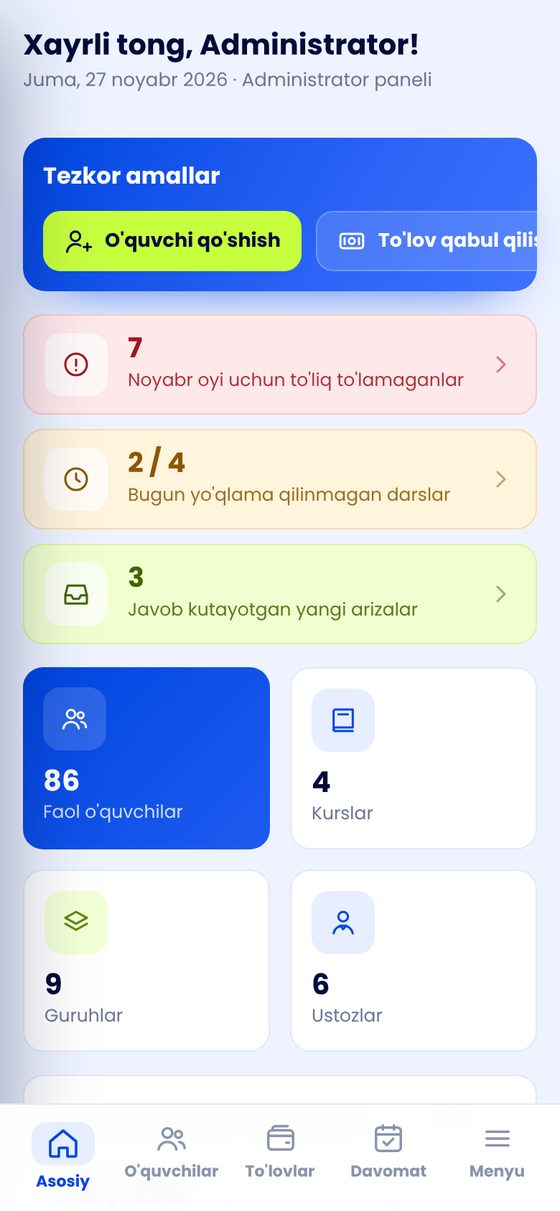 Xayrli tong, Administrator!
Juma, 27 noyabr 2026 · Administrator paneli
Tezkor amallar
O'quvchi qo'shish
To'lov qabul qilis
7
Noyabr oyi uchun to'liq to'lamaganlar
2 / 4
Bugun yo'qlama qilinmagan darslar
3
Javob kutayotgan yangi arizalar
86
Faol o'quvchilar
4
Kurslar
9
Guruhlar
6
Ustozlar
Asosiy
O'quvchilar
To'lovlar
Davomat
Menyu